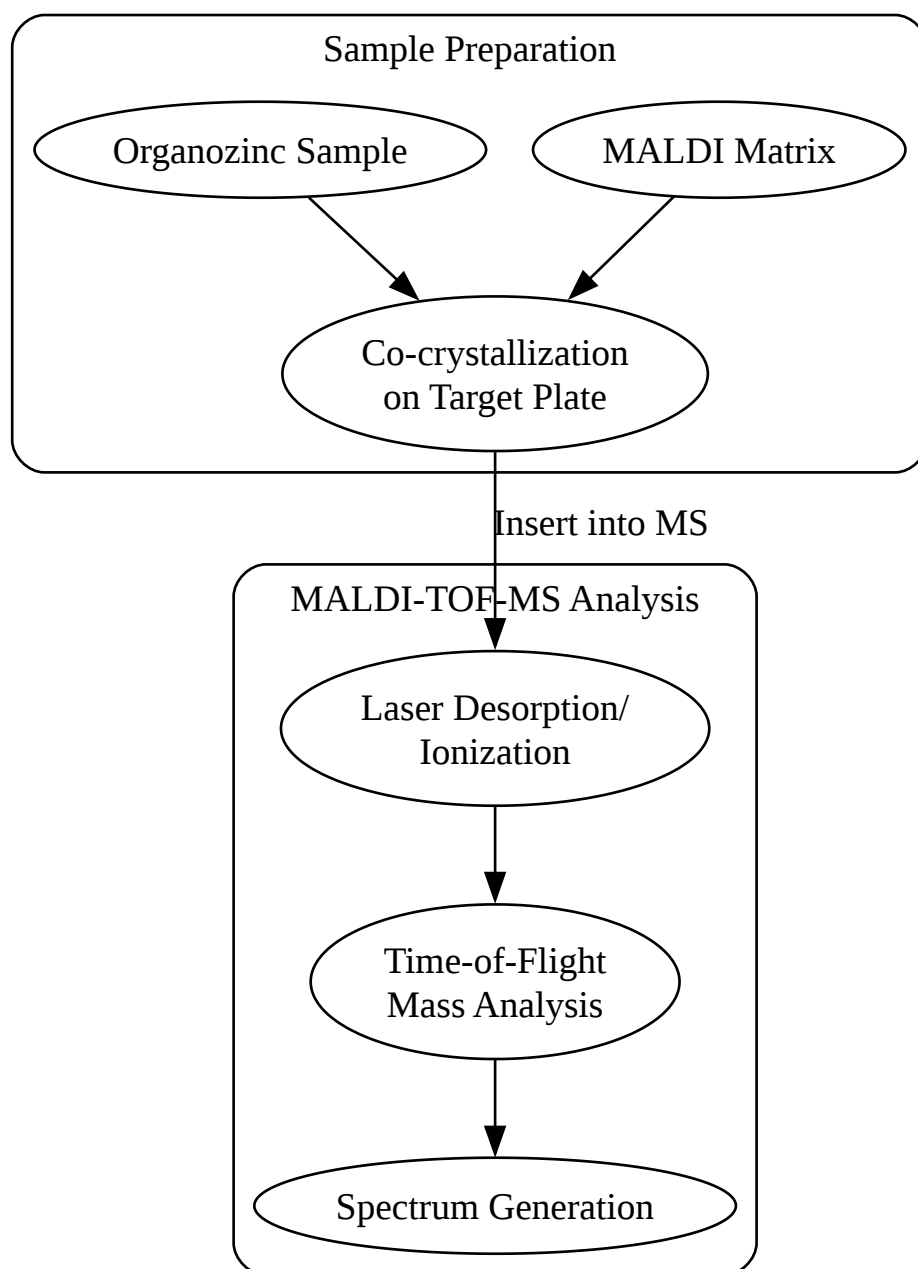 Sample Preparation
Organozinc Sample
MALDI Matrix
Co-crystallization
on Target Plate
Insert into MS
MALDI-TOF-MS Analysis
Laser Desorption/
Ionization
Time-of-Flight
Mass Analysis
Spectrum Generation